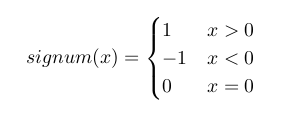 signum(x) = { 1 x > 0
-1 x < 0
0 x = 0